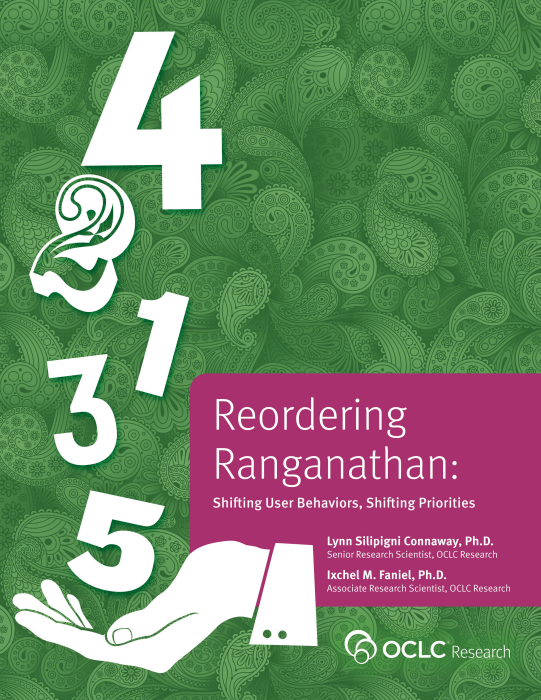 4
2
1
3
5
Reordering
Ranganathan:
Shifting User Behaviors, Shifting Priorities
Lynn Silipigni Connaway, Ph.D.
Senior Research Scientist, OCLC Research
Ixchel M. Faniel, Ph.D.
Associate Research Scientist, OCLC Research
OCLC Research